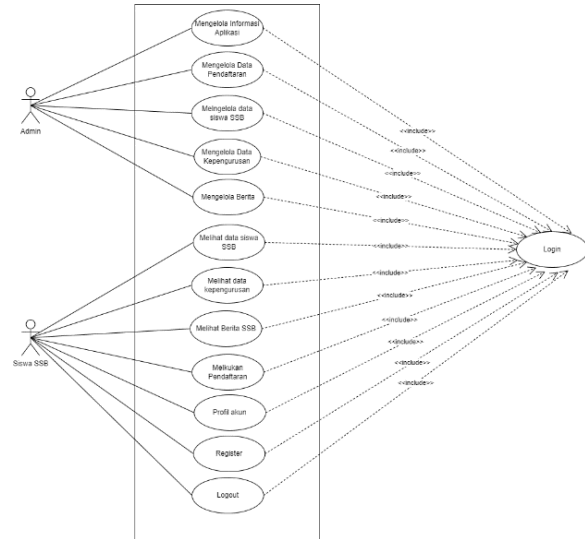 Mengelola Informasi
Aplikasi
Mengelola Data
Pendaftaran
Meingelola data
siswa SSB
Mengelola Data
Kepengurusan
Mengelola Berita
Melihat data siswa
SSB
Melihat data
kepengurusan
Melihat Berita SSB
Melkukan
Pendaftaran
Profil akun
Register
Logout
Admin
Siswa SSB
<<include>>
<<include>>
<<include>>
<<include>>
<<include>>
<<include>>
<<include>>
<<include>>
<<include>>
<<include>>
<<include>>
<<include>>
Login